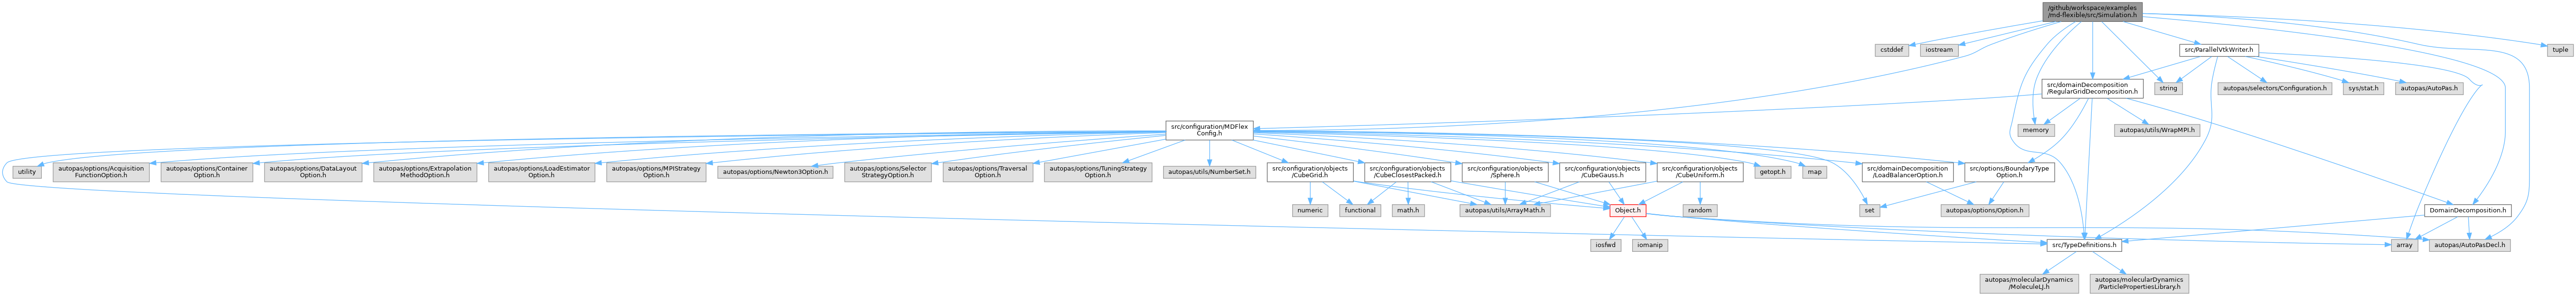 /github/workspace/examples
/md-flexible/src/Simulation.h
cstddef
iostream
src/ParallelVtkWriter.h
tuple
src/domainDecomposition
/RegularGridDecomposition.h
string
autopas/selectors/Configuration.h
sys/stat.h
autopas/AutoPas.h
src/configuration/MDFlex
Config.h
memory
autopas/utils/WrapMPI.h
utility
autopas/options/Acquisition
FunctionOption.h
autopas/options/Container
Option.h
autopas/options/DataLayout
Option.h
autopas/options/Extrapolation
MethodOption.h
autopas/options/LoadEstimator
Option.h
autopas/options/MPIStrategy
Option.h
autopas/options/Newton3Option.h
autopas/options/Selector
StrategyOption.h
autopas/options/Traversal
Option.h
autopas/options/TuningStrategy
Option.h
autopas/utils/NumberSet.h
src/configuration/objects
/CubeGrid.h
src/configuration/objects
/CubeClosestPacked.h
src/configuration/objects
/Sphere.h
src/configuration/objects
/CubeGauss.h
src/configuration/objects
/CubeUniform.h
getopt.h
map
src/domainDecomposition
/LoadBalancerOption.h
src/options/BoundaryType
Option.h
numeric
functional
math.h
autopas/utils/ArrayMath.h
Object.h
random
set
autopas/options/Option.h
DomainDecomposition.h
iosfwd
iomanip
src/TypeDefinitions.h
array
autopas/AutoPasDecl.h
autopas/molecularDynamics
/MoleculeLJ.h
autopas/molecularDynamics
/ParticlePropertiesLibrary.h